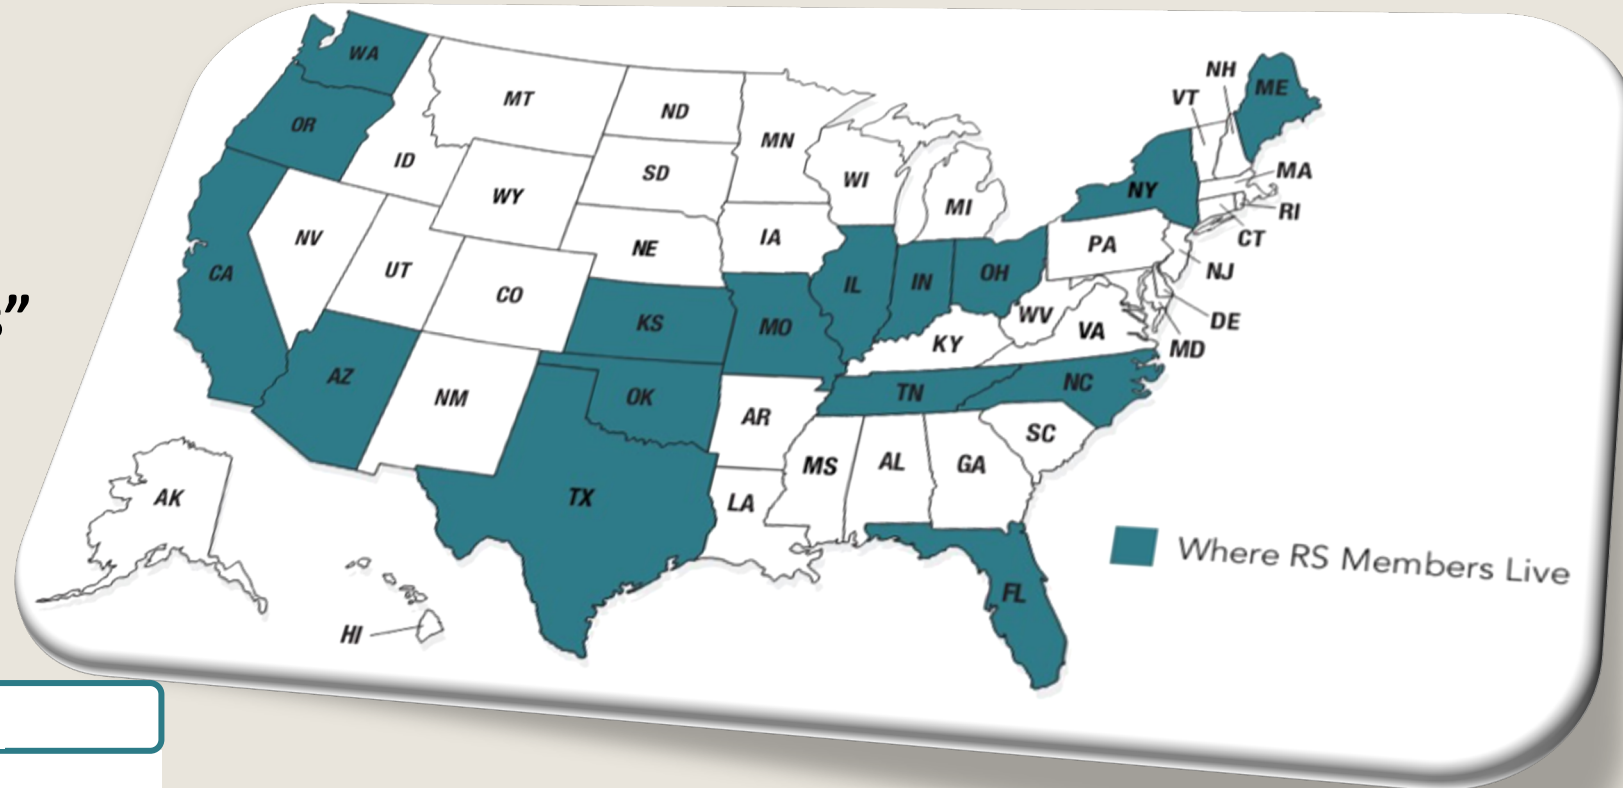 WA
MT
ND
MN
OR
ID
SD
WI
WY
MI
NH
VT
ME
MA
NY
RI
CT
NJ
PA
DE
MD
NV
UT
CO
NE
IA
IL
IN
OH
WV
VA
KY
CA
KS
MO
AZ
NM
OK
AR
TN
NC
SC
TX
LA
MS
AL
GA
AK
HI
FL
Where RS Members Live
”